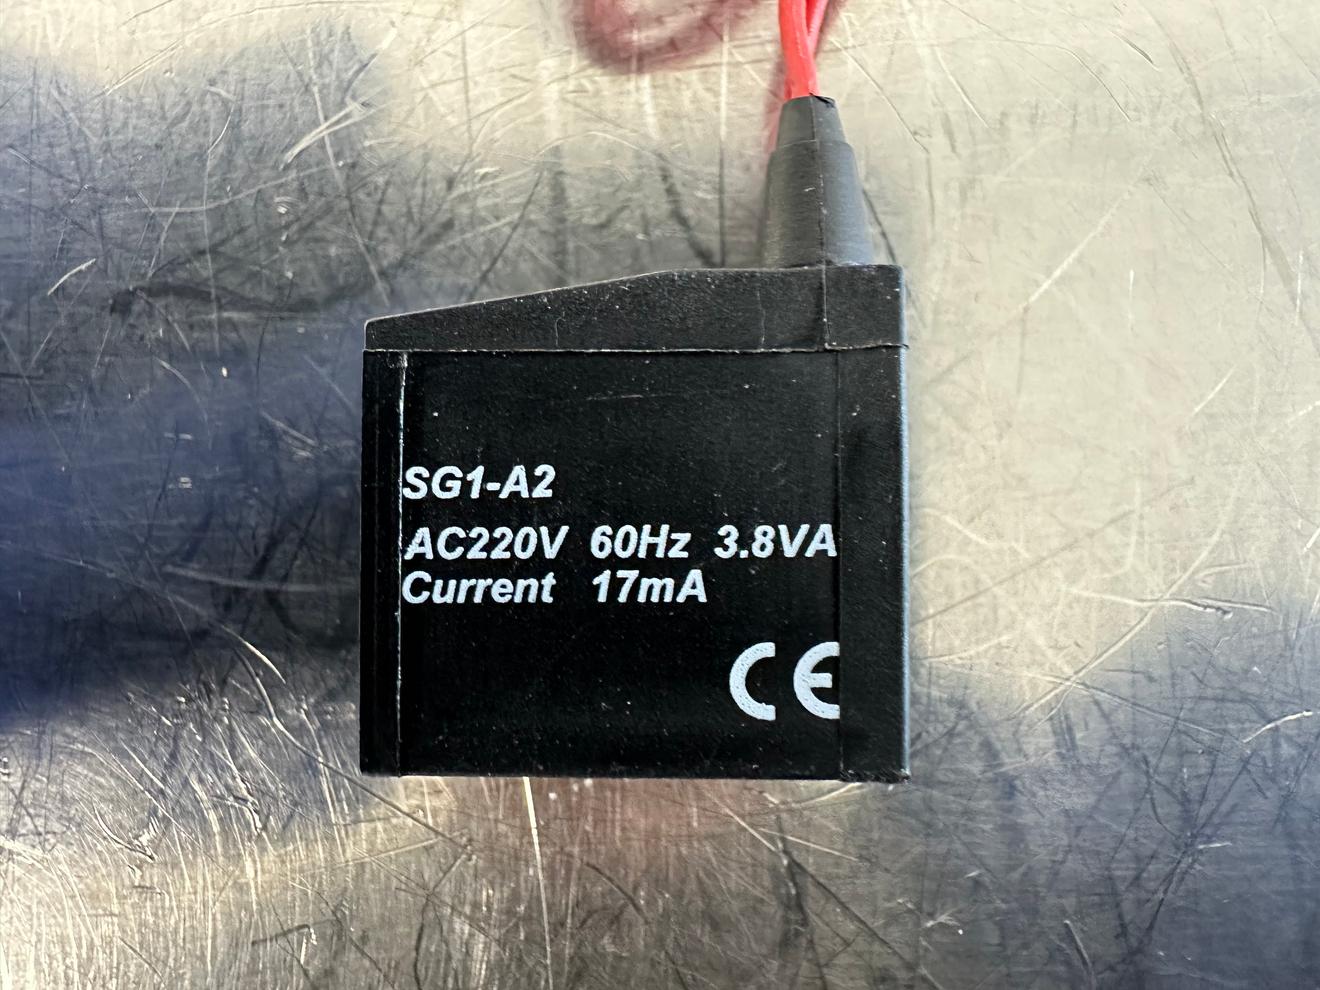 SG1-A2
AC220V 60Hz 3.8VA
Current 17mA
CE